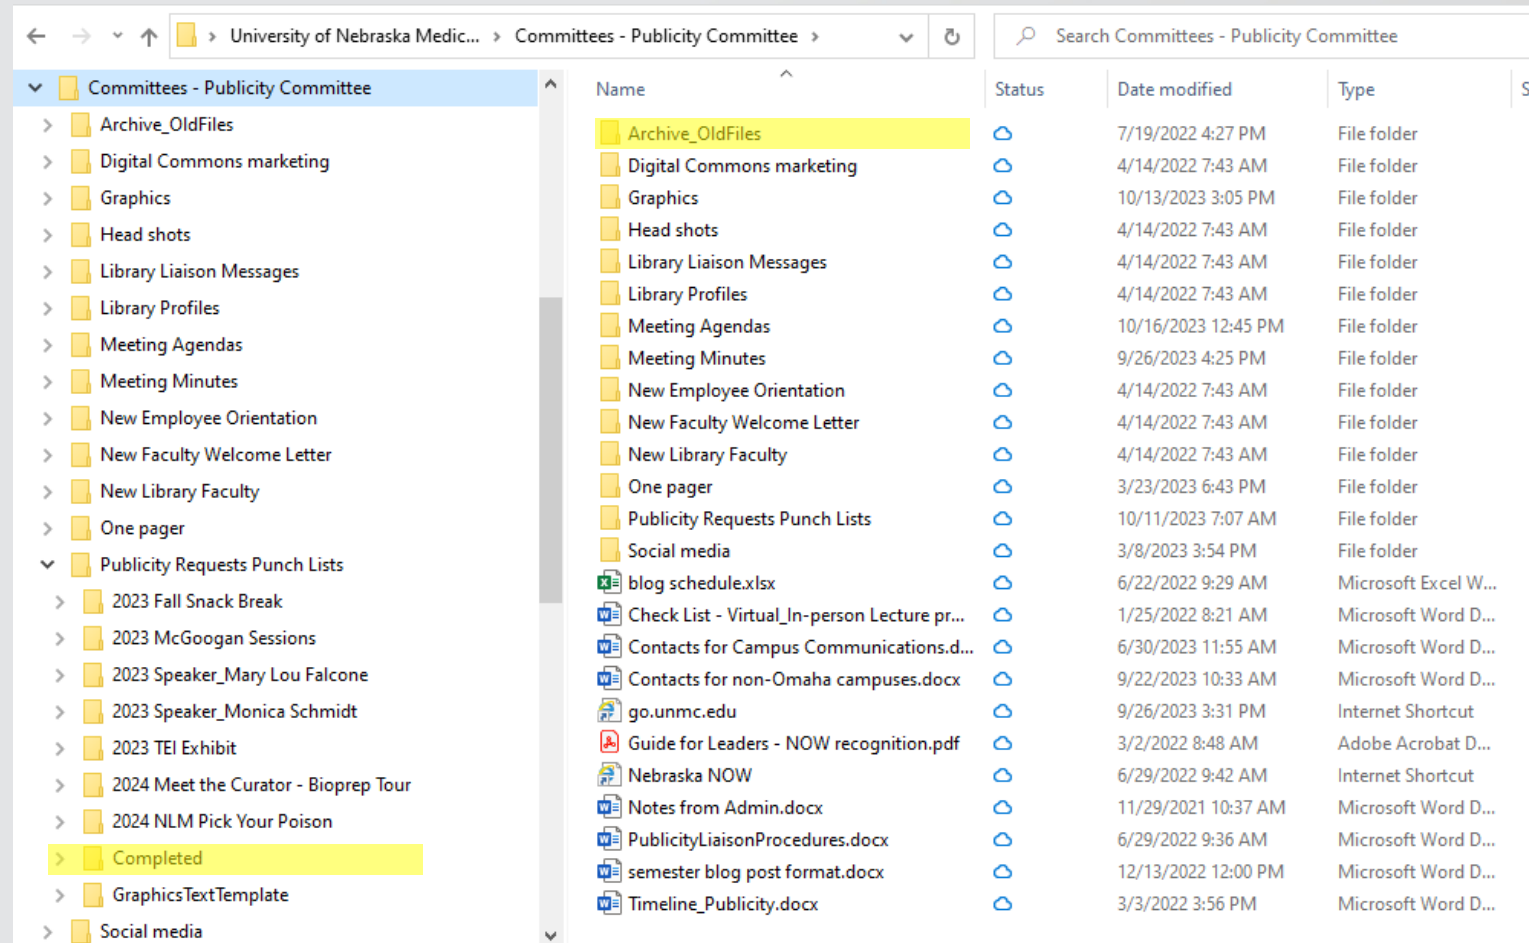 University of Nebraska Medic... Committees - Publicity Committee
Search Committees - Publicity Committee
Committees - Publicity Committee
Archive_OldFiles
Digital Commons marketing
Graphics
Head shots
Library Liaison Messages
Library Profiles
Meeting Agendas
Meeting Minutes
New Employee Orientation
New Faculty Welcome Letter
New Library Faculty
One pager
Publicity Requests Punch Lists
2023 Fall Snack Break
2023 McGoogan Sessions
2023 Speaker_Mary Lou Falcone
2023 Speaker_Monica Schmidt
2023 TEI Exhibit
2024 Meet the Curator - Bioprep Tour
2024 NLM Pick Your Poison
Completed
GraphicsTextTemplate
Social media
Name Status Date modified Type S
Archive_OldFiles 7/19/2022 4:27 PM File folder
Digital Commons marketing 4/14/2022 7:43 AM File folder
Graphics 10/13/2023 3:05 PM File folder
Head shots 4/14/2022 7:43 AM File folder
Library Liaison Messages 4/14/2022 7:43 AM File folder
Library Profiles 4/14/2022 7:43 AM File folder
Meeting Agendas 10/16/2023 12:45 PM File folder
Meeting Minutes 9/26/2023 4:25 PM File folder
New Employee Orientation 4/14/2022 7:43 AM File folder
New Faculty Welcome Letter 4/14/2022 7:43 AM File folder
New Library Faculty 4/14/2022 7:43 AM File folder
One pager 3/23/2023 6:43 PM File folder
Publicity Requests Punch Lists 10/11/2023 7:07 AM File folder
Social media 3/8/2023 3:54 PM File folder
blog schedule.xlsx 6/22/2022 9:29 AM Microsoft Excel W...
Check List - Virtual_In-person Lecture pr... 1/25/2022 8:21 AM Microsoft Word D...
Contacts for Campus Communications.d... 6/30/2023 11:55 AM Microsoft Word D...
Contacts for non-Omaha campuses.docx 9/22/2023 10:33 AM Microsoft Word D...
go.unmc.edu 9/26/2023 3:31 PM Internet Shortcut
Guide for Leaders - NOW recognition.pdf 3/2/2022 8:48 AM Adobe Acrobat D...
Nebraska NOW 6/29/2022 9:42 AM Internet Shortcut
Notes from Admin.docx 11/29/2021 10:37 AM Microsoft Word D...
PublicityLiaisonProcedures.docx 6/29/2022 9:36 AM Microsoft Word D...
semester blog post format.docx 12/13/2022 12:00 PM Microsoft Word D...
Timeline_Publicity.docx 3/3/2022 3:56 PM Microsoft Word D...